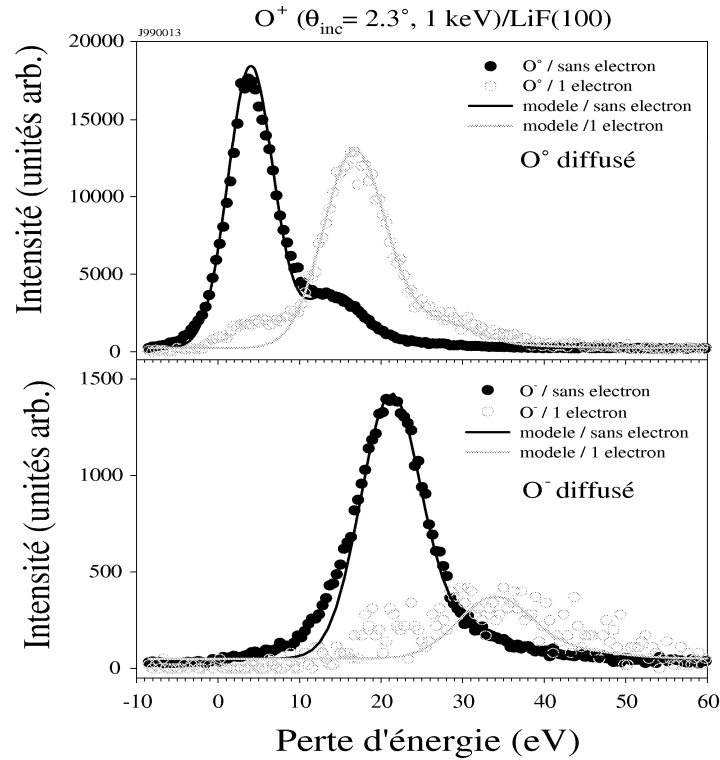 O⁺ (θinc= 2.3°, 1 keV)/LiF(100)
J990013
20000
15000
10000
5000
0
Intensité (unités arb.)
O° / sans electron
O° / 1 electron
modele / sans electron
modele /1 electron
O° diffusé
1500
1000
500
0
Intensité (unités arb.)
O⁻ / sans electron
O⁻ / 1 electron
modele / sans electron
modele / 1 electron
O⁻ diffusé
-10 0 10 20 30 40 50 60
Perte d'énergie (eV)